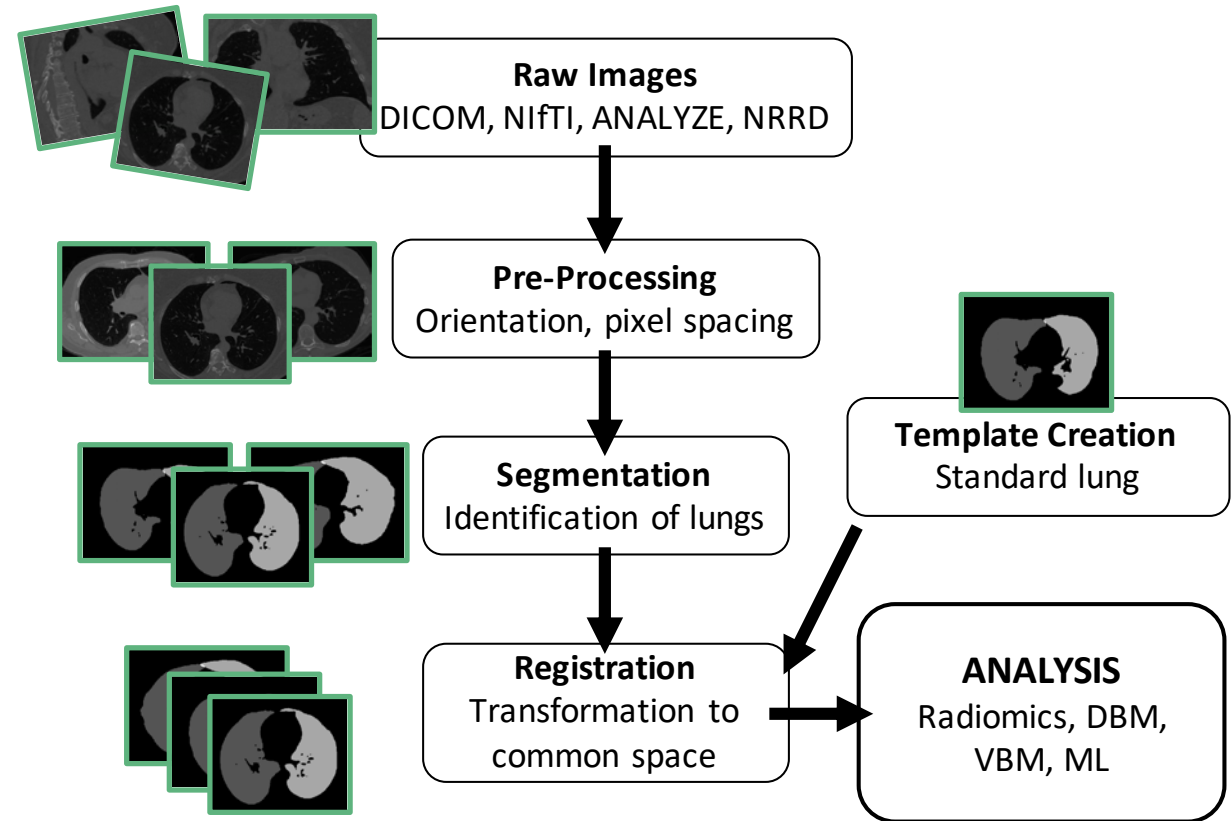 Raw Images
DICOM, NIfTI, ANALYZE, NRRD
Pre-Processing
Orientation, pixel spacing
Segmentation
Identification of lungs
Template Creation
Standard lung
Registration
Transformation to
common space
ANALYSIS
Radiomics, DBM,
VBM, ML